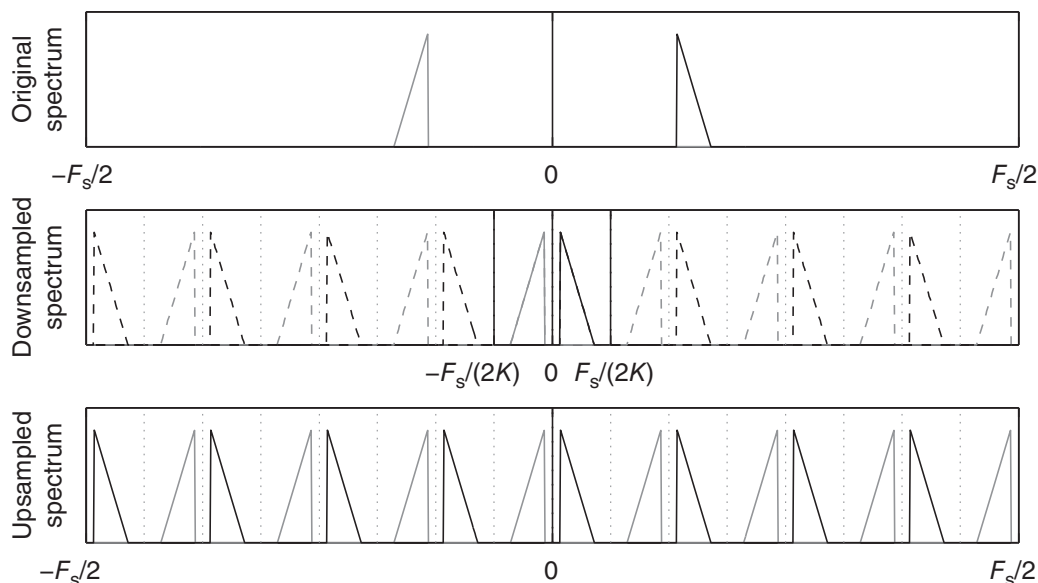 Original
spectrum
−Fs/2 0 Fs/2
Downsampled
spectrum
−Fs/(2K) 0 Fs/(2K)
Upsampled
spectrum
−Fs/2 0 Fs/2